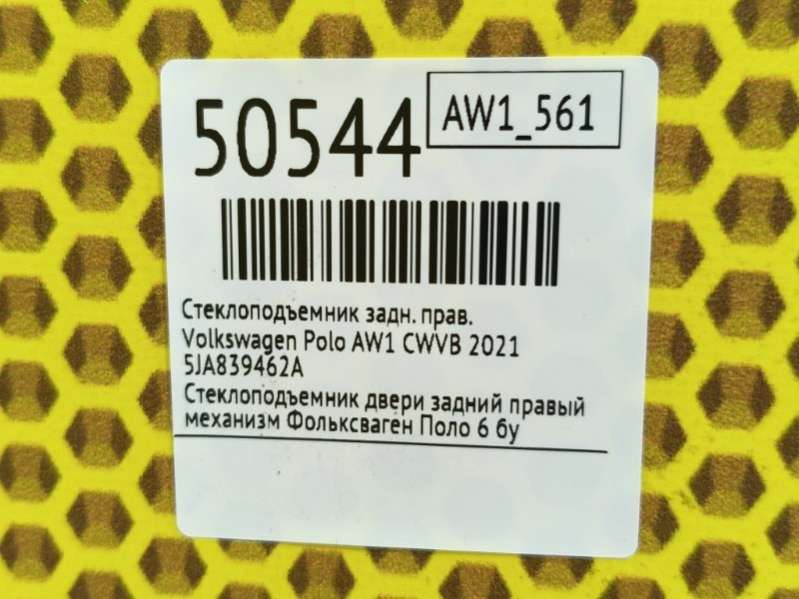 50544
AW1_561
Стеклоподъемник задн. прав.
Volkswagen Polo AW1 CWVB 2021
5JA839462A
Стеклоподъемник двери задний правый
механизм Фольксваген Поло 6 бу